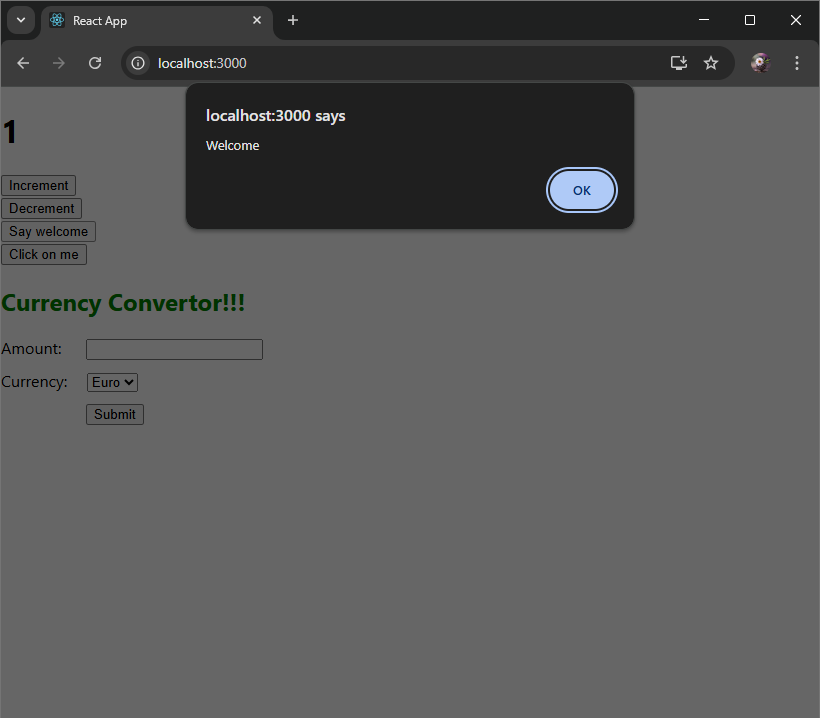 React App
localhost:3000
localhost:3000 says
Welcome
OK
1
Increment
Decrement
Say welcome
Click on me
Currency Convertor!!!
Amount:
Currency: Euro
Submit